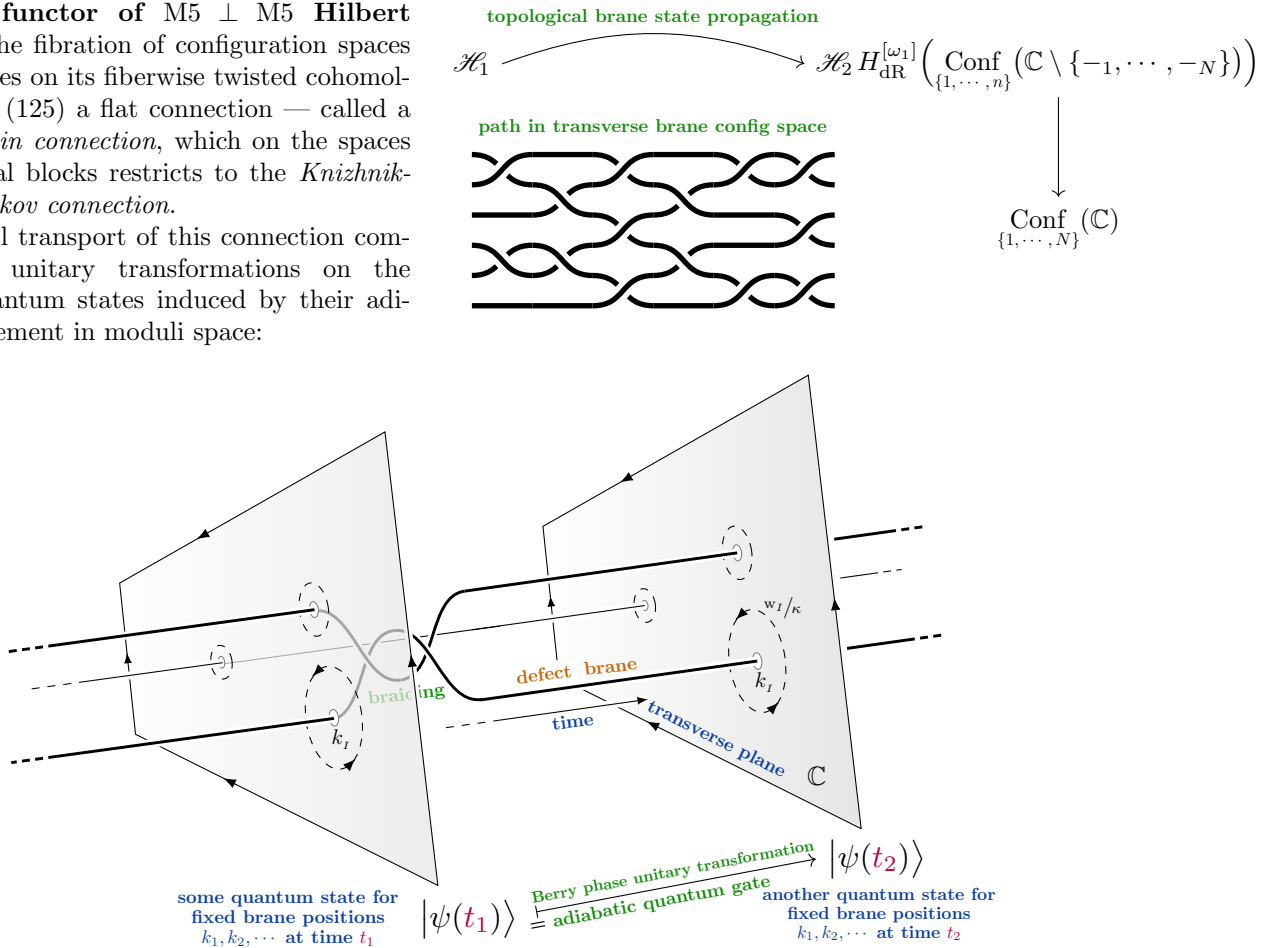 functor of M5 ⊥ M5 Hilbert
he fibration of configuration spaces
es on its fiberwise twisted cohomol-
(125) a flat connection — called a
in connection, which on the spaces
al blocks restricts to the Knizhnik-
kov connection.
l transport of this connection com-
unitary transformations on the
antum states induced by their adi-
ement in moduli space:
topological brane state propagation
ℋ₁
ℋ₂ H_{dR}^{[ω₁]}(Conf_{{1,⋯,n}}(ℂ \ {−₁, ⋯ , −_N}))
path in transverse brane config space
Conf_{{1,⋯,N}}(ℂ)
w_I/κ
defect brane
k_I
braiding
k_I
time
transverse plane
ℂ
Berry phase unitary transformation
|ψ(t₂)⟩
adiabatic quantum gate
some quantum state for
fixed brane positions
k₁, k₂, ⋯ at time t₁
|ψ(t₁)⟩ =
another quantum state for
fixed brane positions
k₁, k₂, ⋯ at time t₂